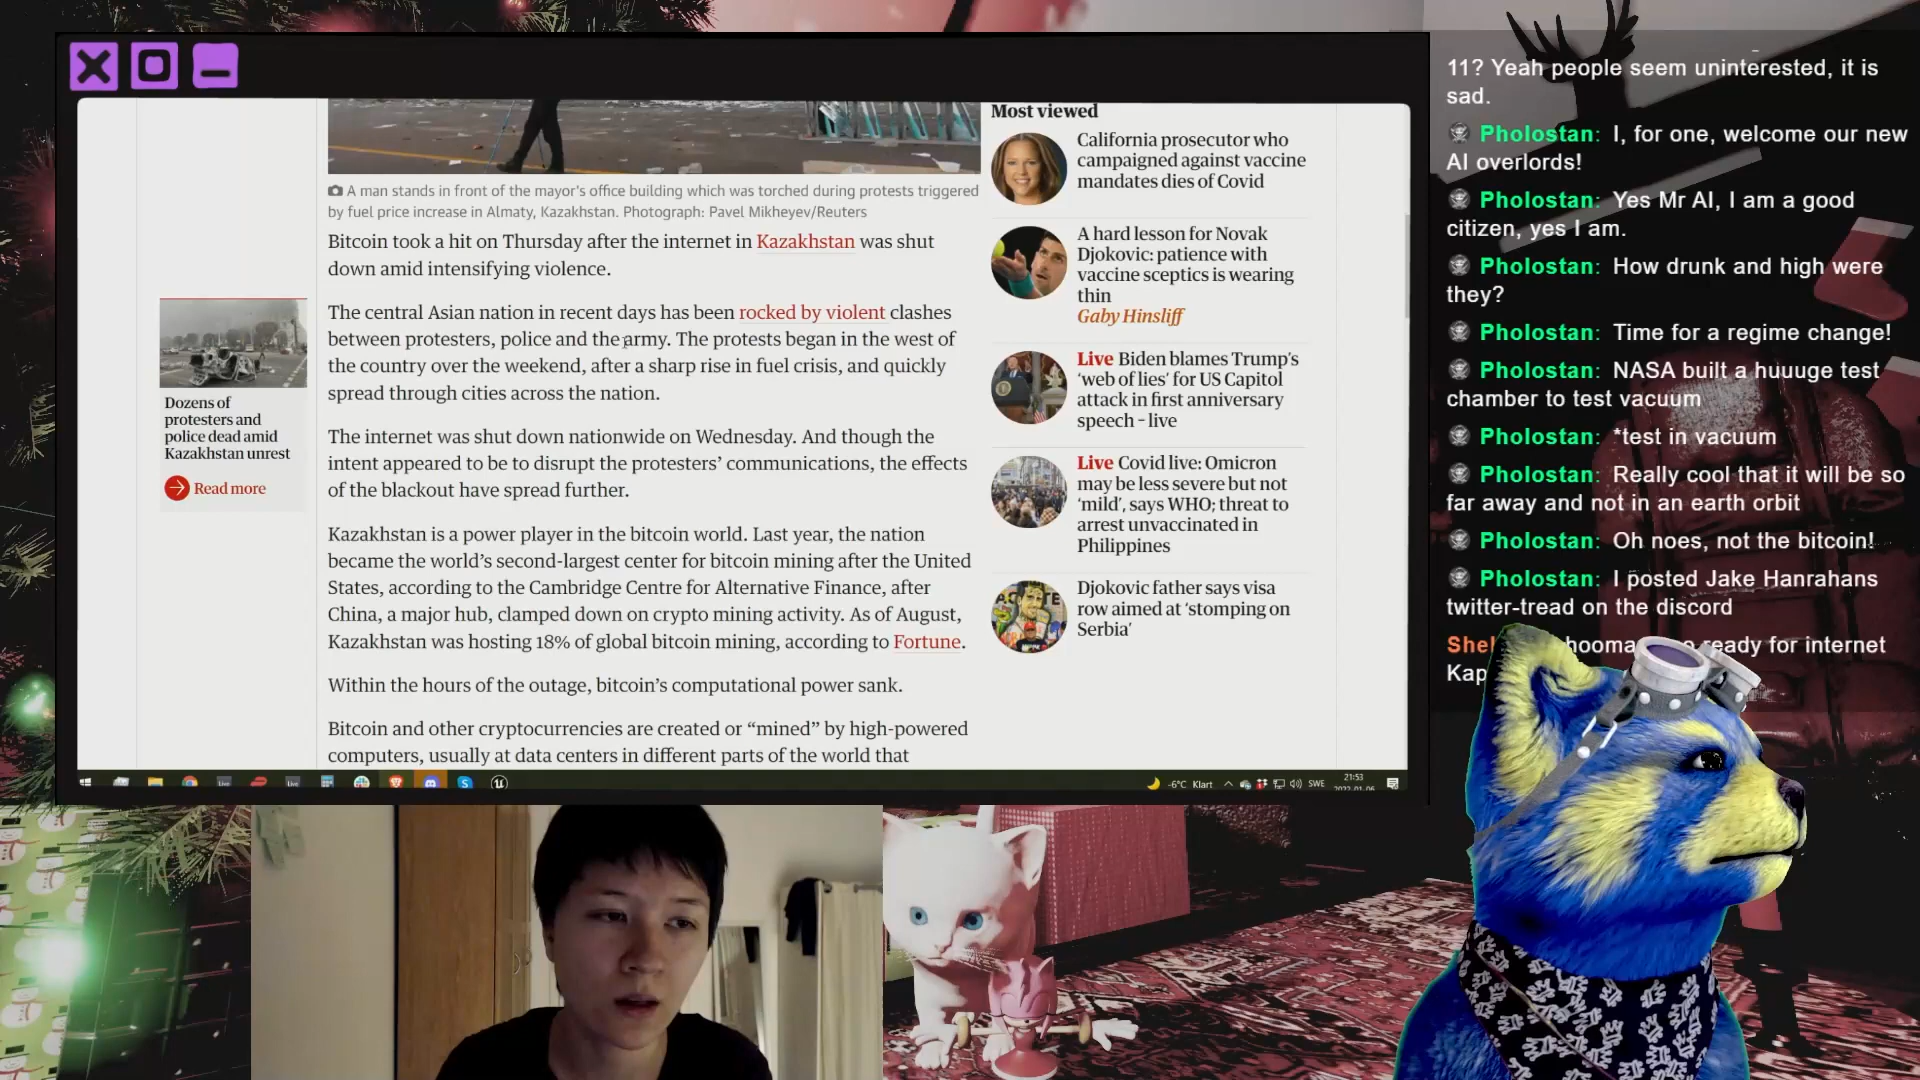 Most viewed
California prosecutor who
campaigned against vaccine
mandates dies of Covid
A man stands in front of the mayor's office building which was torched during protests triggered
by fuel price increase in Almaty, Kazakhstan. Photograph: Pavel Mikheyev/Reuters
Bitcoin took a hit on Thursday after the internet in Kazakhstan was shut
down amid intensifying violence.
The central Asian nation in recent days has been rocked by violent clashes
between protesters, police and the army. The protests began in the west of
the country over the weekend, after a sharp rise in fuel crisis, and quickly
spread through cities across the nation.
The internet was shut down nationwide on Wednesday. And though the
intent appeared to be to disrupt the protesters' communications, the effects
of the blackout have spread further.
Kazakhstan is a power player in the bitcoin world. Last year, the nation
became the world's second-largest center for bitcoin mining after the United
States, according to the Cambridge Centre for Alternative Finance, after
China, a major hub, clamped down on crypto mining activity. As of August,
Kazakhstan was hosting 18% of global bitcoin mining, according to Fortune.
Within the hours of the outage, bitcoin's computational power sank.
Bitcoin and other cryptocurrencies are created or “mined” by high-powered
computers, usually at data centers in different parts of the world that
Dozens of
protesters and
police dead amid
Kazakhstan unrest
Read more
A hard lesson for Novak
Djokovic: patience with
vaccine sceptics is wearing
thin
Gaby Hinsliff
Live Biden blames Trump's
‘web of lies’ for US Capitol
attack in first anniversary
speech – live
Live Covid live: Omicron
may be less severe but not
‘mild’, says WHO; threat to
arrest unvaccinated in
Philippines
Djokovic father says visa
row aimed at ‘stomping on
Serbia’
-6°C Klart
SWE
21:53
2022-01-06
11? Yeah people seem uninterested, it is
sad.
Pholostan: I, for one, welcome our new
AI overlords!
Pholostan: Yes Mr AI, I am a good
citizen, yes I am.
Pholostan: How drunk and high were
they?
Pholostan: Time for a regime change!
Pholostan: NASA built a huuuge test
chamber to test vacuum
Pholostan: *test in vacuum
Pholostan: Really cool that it will be so
far away and not in an earth orbit
Pholostan: Oh noes, not the bitcoin!
Pholostan: I posted Jake Hanrahans
twitter-tread on the discord
for internet